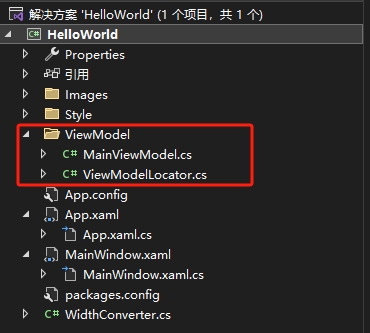 解决方案 'HelloWorld' (1 个项目，共 1 个)
C# HelloWorld
Properties
引用
Images
Style
ViewModel
C# MainViewModel.cs
C# ViewModelLocator.cs
App.config
App.xaml
App.xaml.cs
MainWindow.xaml
MainWindow.xaml.cs
packages.config
C# WidthConverter.cs